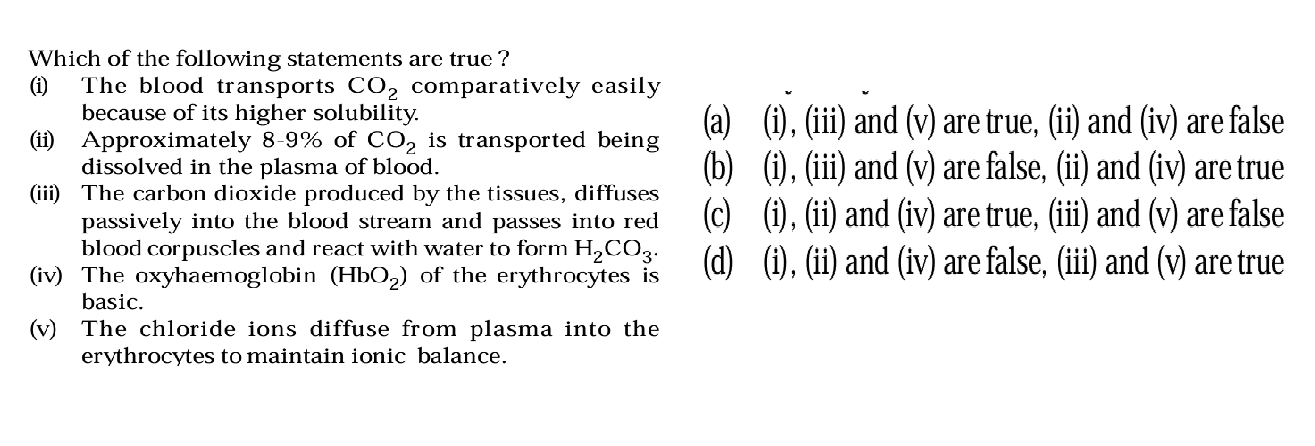 Which of the following statements are true ?
(i) The blood transports CO₂ comparatively easily
because of its higher solubility.
(ii) Approximately 8-9% of CO₂ is transported being
dissolved in the plasma of blood.
(iii) The carbon dioxide produced by the tissues, diffuses
passively into the blood stream and passes into red
blood corpuscles and react with water to form H₂CO₃.
(iv) The oxyhaemoglobin (HbO₂) of the erythrocytes is
basic.
(v) The chloride ions diffuse from plasma into the
erythrocytes to maintain ionic balance.
(a) (i), (iii) and (v) are true, (ii) and (iv) are false
(b) (i), (iii) and (v) are false, (ii) and (iv) are true
(c) (i), (ii) and (iv) are true, (iii) and (v) are false
(d) (i), (ii) and (iv) are false, (iii) and (v) are true